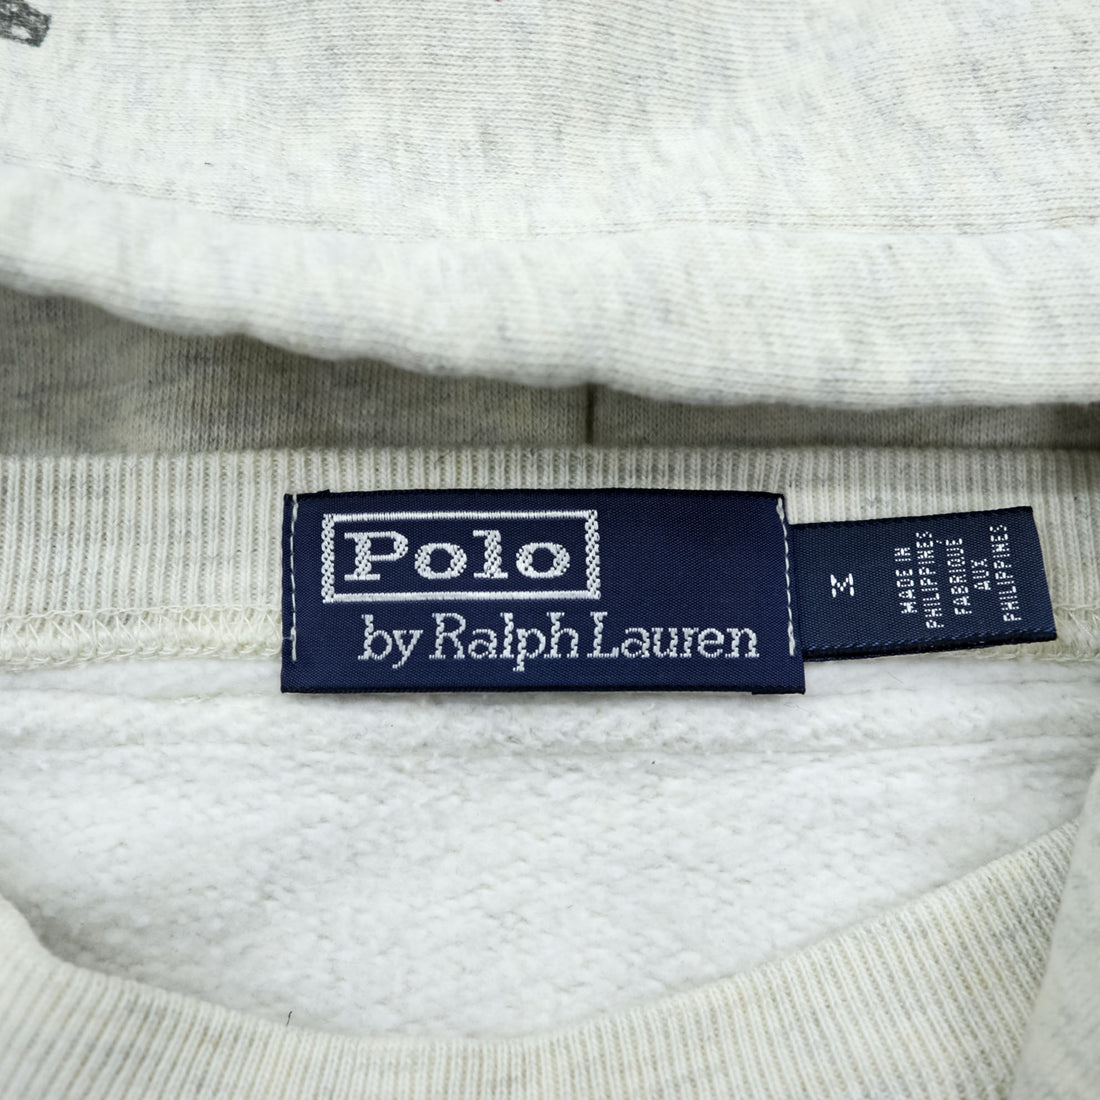 Polo
by Ralph Lauren
M
MADE IN
PHILIPPINES
FABRIQUE
AUX
PHILIPPINES